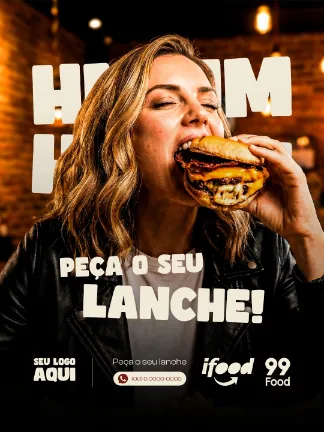 PEÇA O SEU
LANCHE!
SEU LOGO
AQUI
Peça o seu lanche
ifood
99
Food